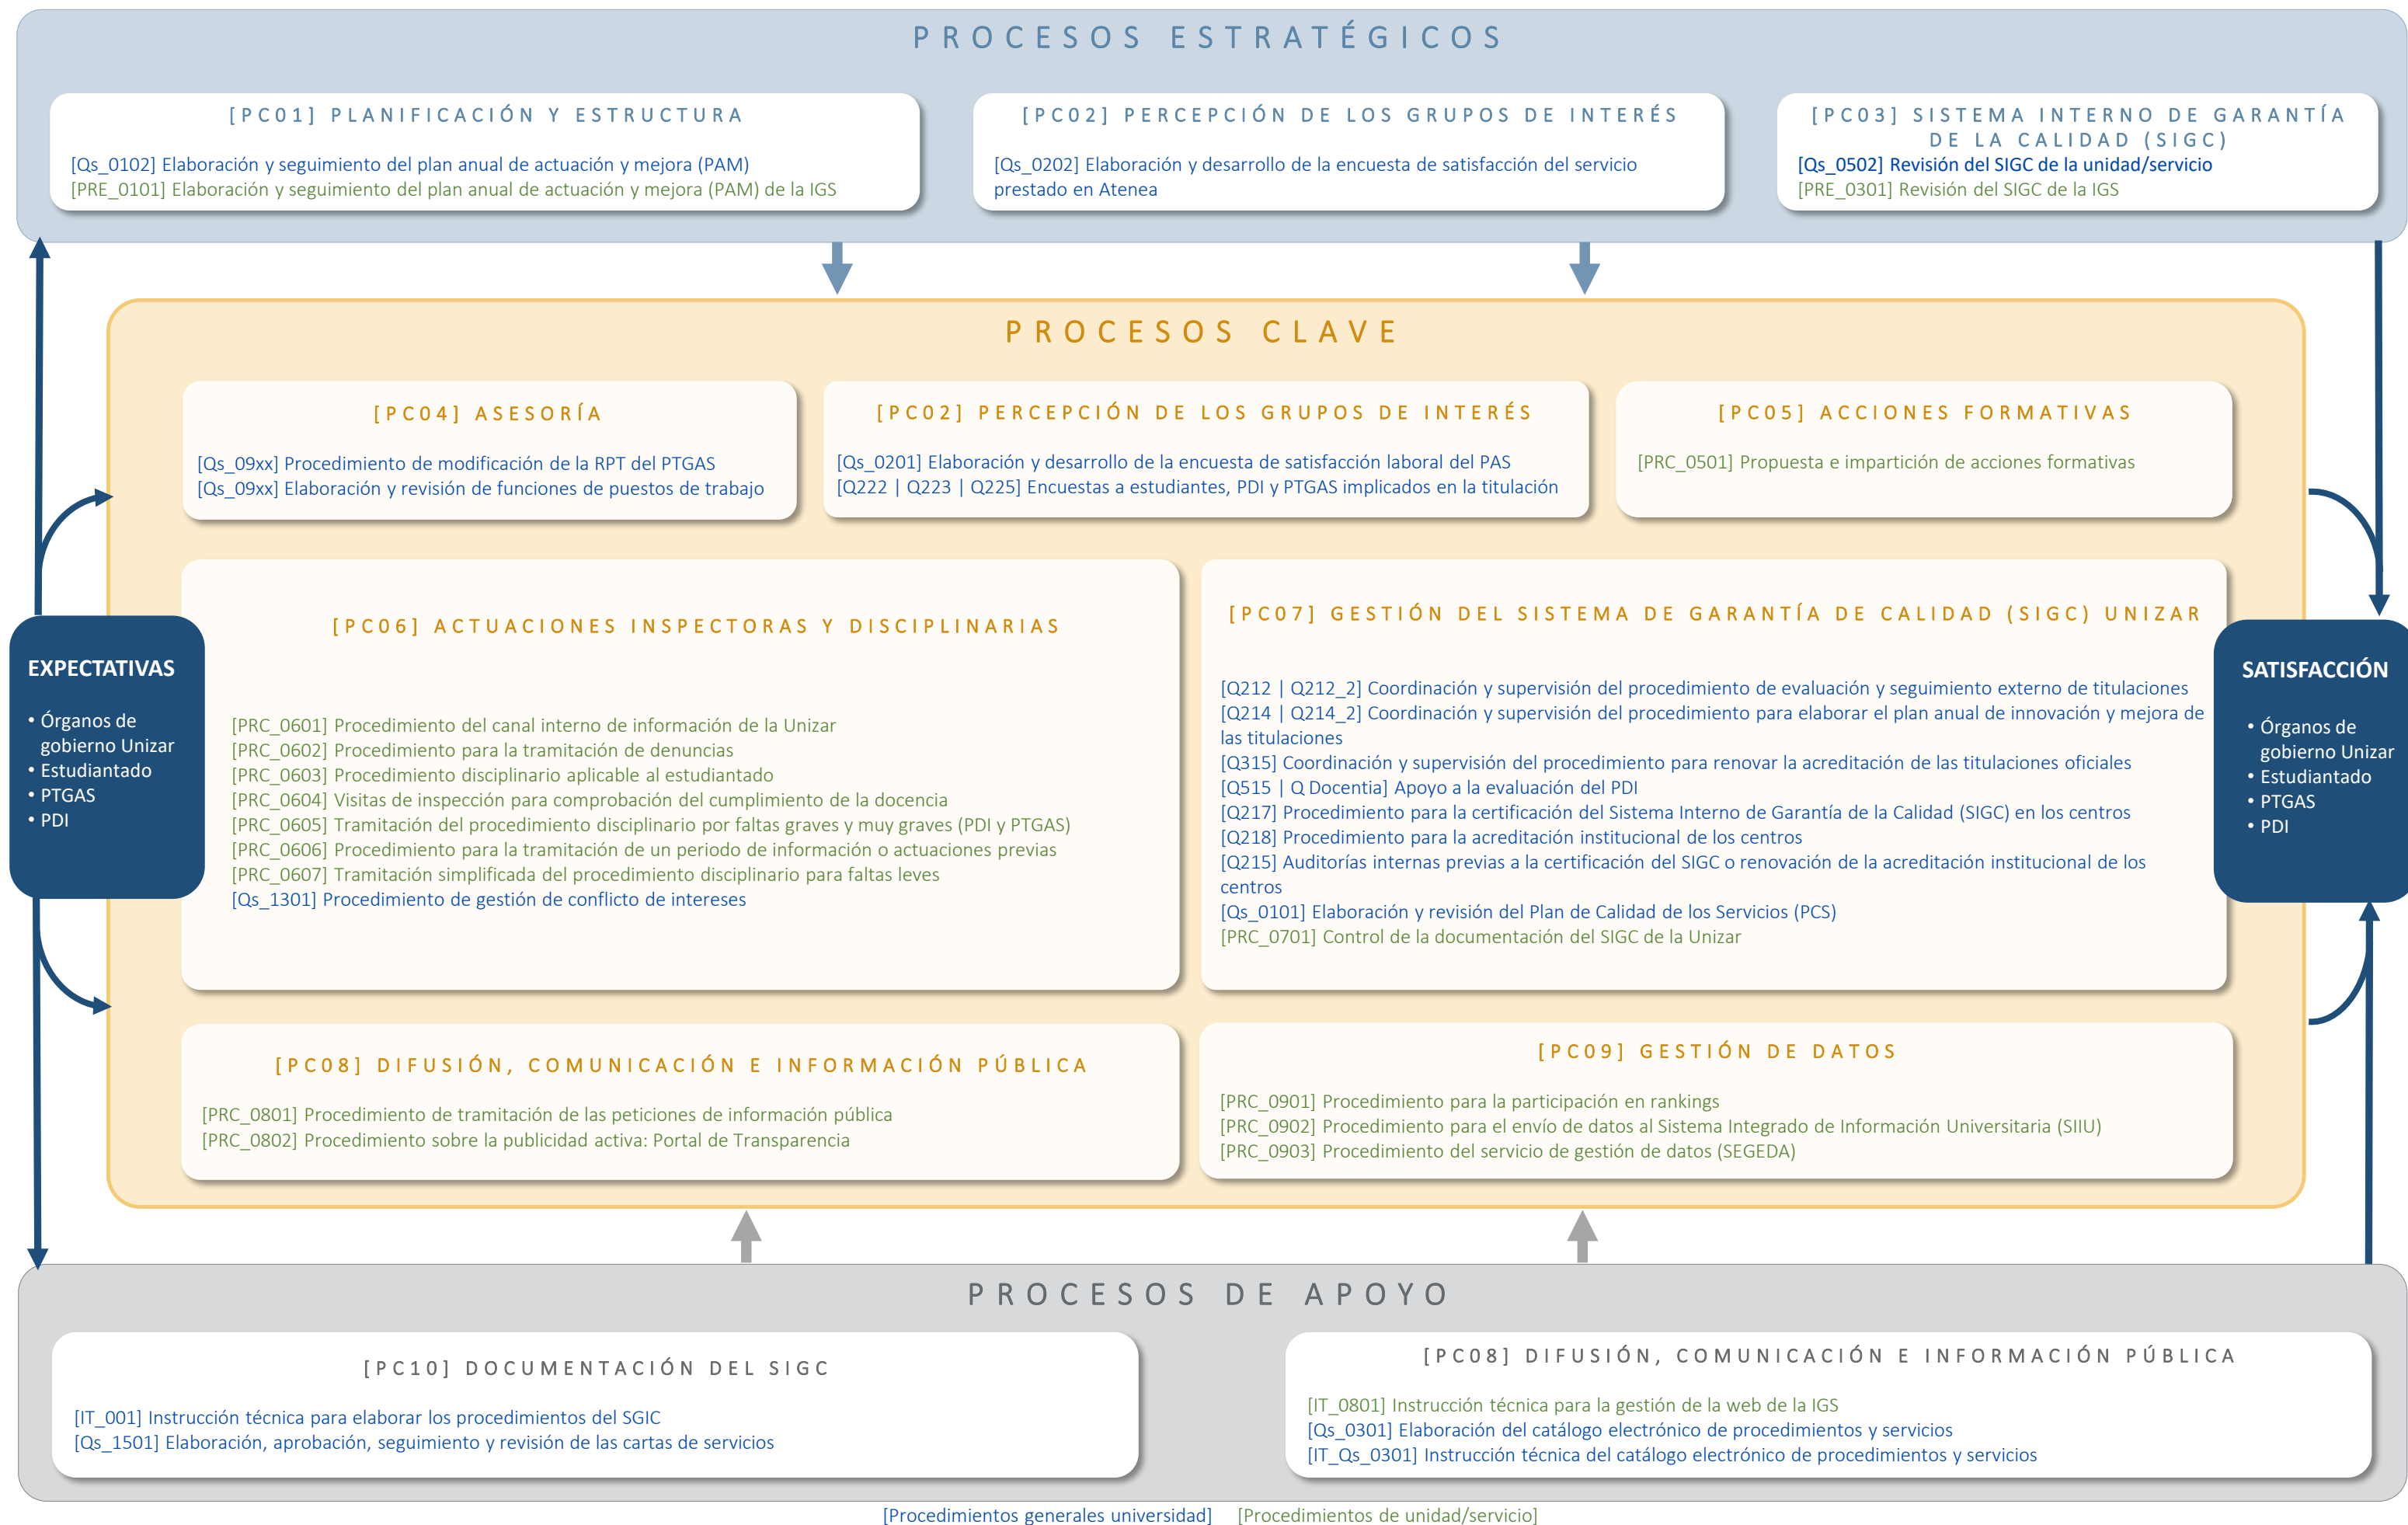 PROCESOS ESTRATÉGICOS
[PC01] PLANIFICACIÓN Y ESTRUCTURA
[Qs_0102] Elaboración y seguimiento del plan anual de actuación y mejora (PAM)
[PRE_0101] Elaboración y seguimiento del plan anual de actuación y mejora (PAM) de la IGS
[PC02] PERCEPCIÓN DE LOS GRUPOS DE INTERÉS
[Qs_0202] Elaboración y desarrollo de la encuesta de satisfacción del servicio
prestado en Atenea
[PC03] SISTEMA INTERNO DE GARANTÍA
DE LA CALIDAD (SIGC)
[Qs_0502] Revisión del SIGC de la unidad/servicio
[PRE_0301] Revisión del SIGC de la IGS
PROCESOS CLAVE
[PC04] ASESORÍA
[Qs_09xx] Procedimiento de modificación de la RPT del PTGAS
[Qs_09xx] Elaboración y revisión de funciones de puestos de trabajo
[PC02] PERCEPCIÓN DE LOS GRUPOS DE INTERÉS
[Qs_0201] Elaboración y desarrollo de la encuesta de satisfacción laboral del PAS
[Q222 | Q223 | Q225] Encuestas a estudiantes, PDI y PTGAS implicados en la titulación
[PC05] ACCIONES FORMATIVAS
[PRC_0501] Propuesta e impartición de acciones formativas
EXPECTATIVAS
• Órganos de
gobierno Unizar
• Estudiantado
• PTGAS
• PDI
[PC06] ACTUACIONES INSPECTORAS Y DISCIPLINARIAS
[PRC_0601] Procedimiento del canal interno de información de la Unizar
[PRC_0602] Procedimiento para la tramitación de denuncias
[PRC_0603] Procedimiento disciplinario aplicable al estudiantado
[PRC_0604] Visitas de inspección para comprobación del cumplimiento de la docencia
[PRC_0605] Tramitación del procedimiento disciplinario por faltas graves y muy graves (PDI y PTGAS)
[PRC_0606] Procedimiento para la tramitación de un periodo de información o actuaciones previas
[PRC_0607] Tramitación simplificada del procedimiento disciplinario para faltas leves
[Qs_1301] Procedimiento de gestión de conflicto de intereses
[PC07] GESTIÓN DEL SISTEMA DE GARANTÍA DE CALIDAD (SIGC) UNIZAR
[Q212 | Q212_2] Coordinación y supervisión del procedimiento de evaluación y seguimiento externo de titulaciones
[Q214 | Q214_2] Coordinación y supervisión del procedimiento para elaborar el plan anual de innovación y mejora de
las titulaciones
[Q315] Coordinación y supervisión del procedimiento para renovar la acreditación de las titulaciones oficiales
[Q515 | Q Docentia] Apoyo a la evaluación del PDI
[Q217] Procedimiento para la certificación del Sistema Interno de Garantía de la Calidad (SIGC) en los centros
[Q218] Procedimiento para la acreditación institucional de los centros
[Q215] Auditorías internas previas a la certificación del SIGC o renovación de la acreditación institucional de los
centros
[Qs_0101] Elaboración y revisión del Plan de Calidad de los Servicios (PCS)
[PRC_0701] Control de la documentación del SIGC de la Unizar
SATISFACCIÓN
• Órganos de
gobierno Unizar
• Estudiantado
• PTGAS
• PDI
[PC08] DIFUSIÓN, COMUNICACIÓN E INFORMACIÓN PÚBLICA
[PRC_0801] Procedimiento de tramitación de las peticiones de información pública
[PRC_0802] Procedimiento sobre la publicidad activa: Portal de Transparencia
[PC09] GESTIÓN DE DATOS
[PRC_0901] Procedimiento para la participación en rankings
[PRC_0902] Procedimiento para el envío de datos al Sistema Integrado de Información Universitaria (SIIU)
[PRC_0903] Procedimiento del servicio de gestión de datos (SEGEDA)
PROCESOS DE APOYO
[PC10] DOCUMENTACIÓN DEL SIGC
[IT_001] Instrucción técnica para elaborar los procedimientos del SGIC
[Qs_1501] Elaboración, aprobación, seguimiento y revisión de las cartas de servicios
[PC08] DIFUSIÓN, COMUNICACIÓN E INFORMACIÓN PÚBLICA
[IT_0801] Instrucción técnica para la gestión de la web de la IGS
[Qs_0301] Elaboración del catálogo electrónico de procedimientos y servicios
[IT_Qs_0301] Instrucción técnica del catálogo electrónico de procedimientos y servicios
[Procedimientos generales universidad] [Procedimientos de unidad/servicio]